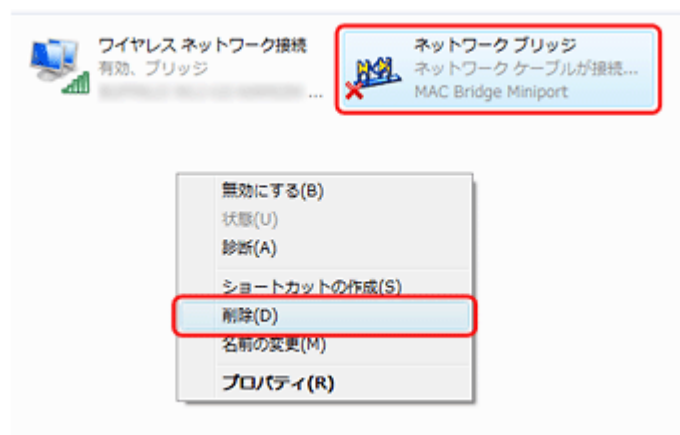 ワイヤレス ネットワーク接続
有効、ブリッジ
...
ネットワーク ブリッジ
ネットワーク ケーブルが接続...
MAC Bridge Miniport
無効にする(B)
状態(U)
診断(A)
ショートカットの作成(S)
削除(D)
名前の変更(M)
プロパティ(R)